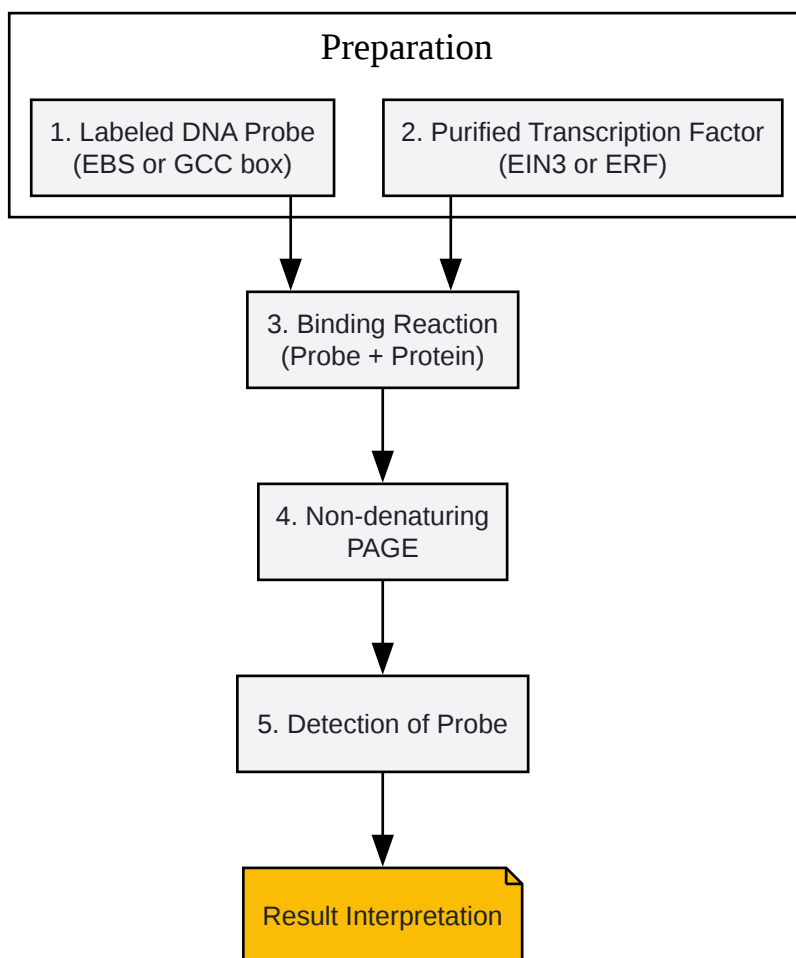 Preparation
1. Labeled DNA Probe
(EBS or GCC box)
2. Purified Transcription Factor
(EIN3 or ERF)
3. Binding Reaction
(Probe + Protein)
4. Non-denaturing
PAGE
5. Detection of Probe
Result Interpretation